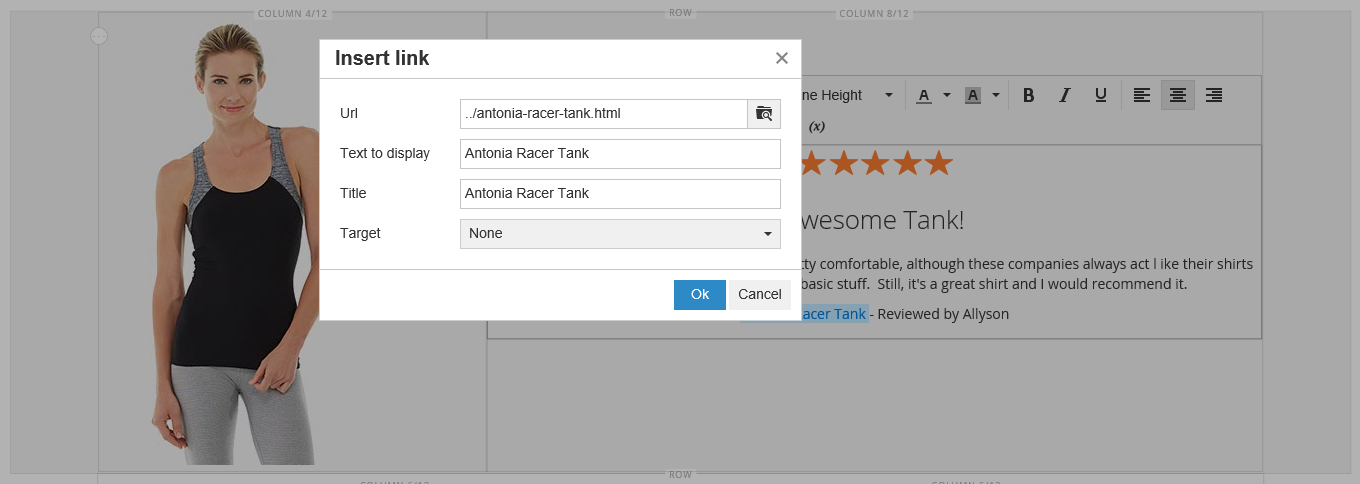 COLUMN 4/12
ROW
COLUMN 8/12
Insert link
Url
../antonia-racer-tank.html
Text to display
Antonia Racer Tank
Title
Antonia Racer Tank
Target
None
Ok
Cancel
ne Height
A
A
B
I
U
(x)
wesome Tank!
tty comfortable, although these companies always act l ike their shirts
basic stuff. Still, it's a great shirt and I would recommend it.
acer Tank - Reviewed by Allyson
ROW